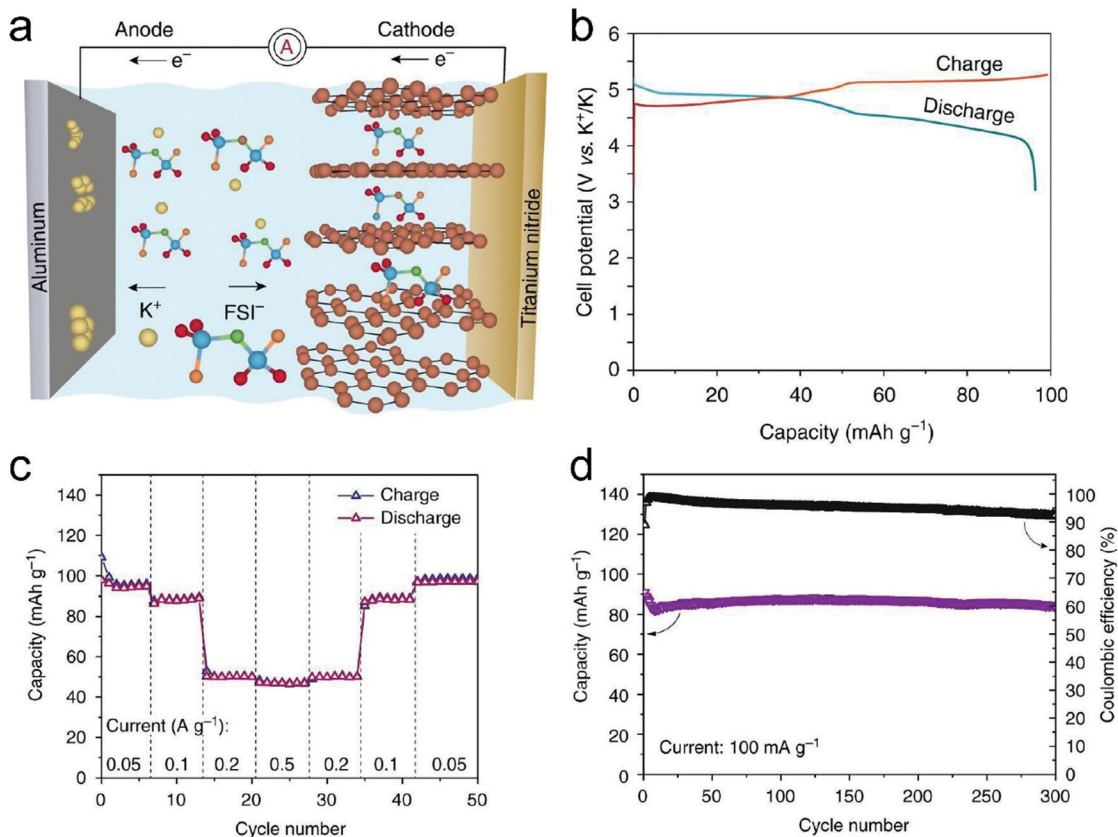 a
Anode
A
Cathode
e⁻
e⁻
Aluminum
Titanium nitride
K⁺
FSI⁻
b
Cell potential (V vs. K⁺/K)
6
5
4
3
2
1
0
Charge
Discharge
0 20 40 60 80 100
Capacity (mAh g⁻¹)
c
Capacity (mAh g⁻¹)
140
120
100
80
60
40
20
0
Charge
Discharge
Current (A g⁻¹):
0.05 0.1 0.2 0.5 0.2 0.1 0.05
0 10 20 30 40 50
Cycle number
d
Capacity (mAh g⁻¹)
140
120
100
80
60
40
20
0
Current: 100 mA g⁻¹
100
90
80
70
60
50
40
30
20
10
0
Coulombic efficiency (%)
0 50 100 150 200 250 300
Cycle number